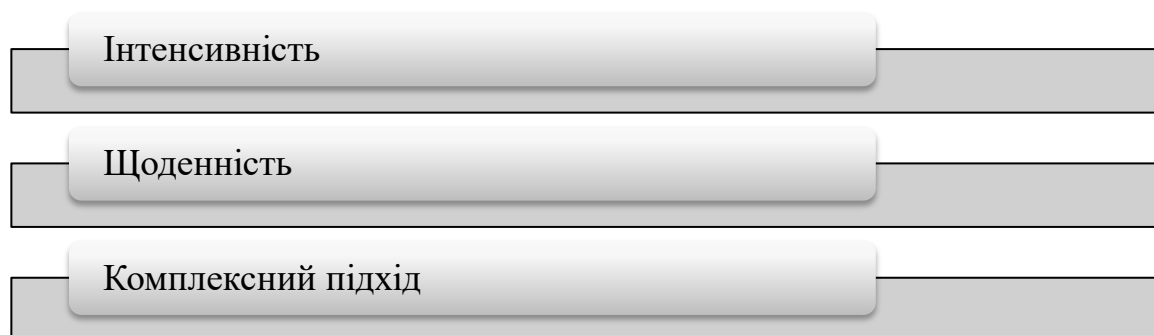 Інтенсивність
Щоденність
Комплексний підхід